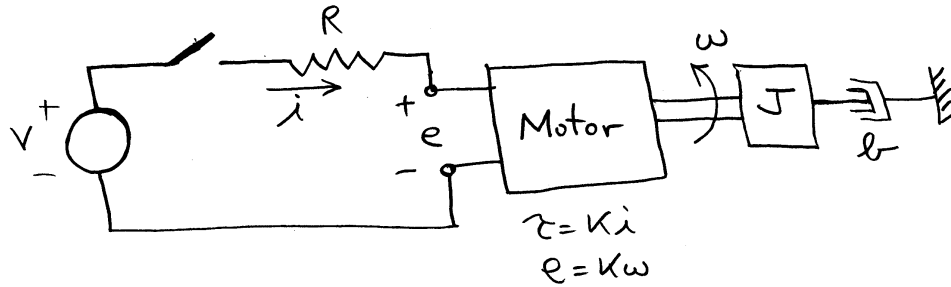 R
ω
+
V
-
i
+
e
-
Motor
J
b
τ = Ki
e = Kω